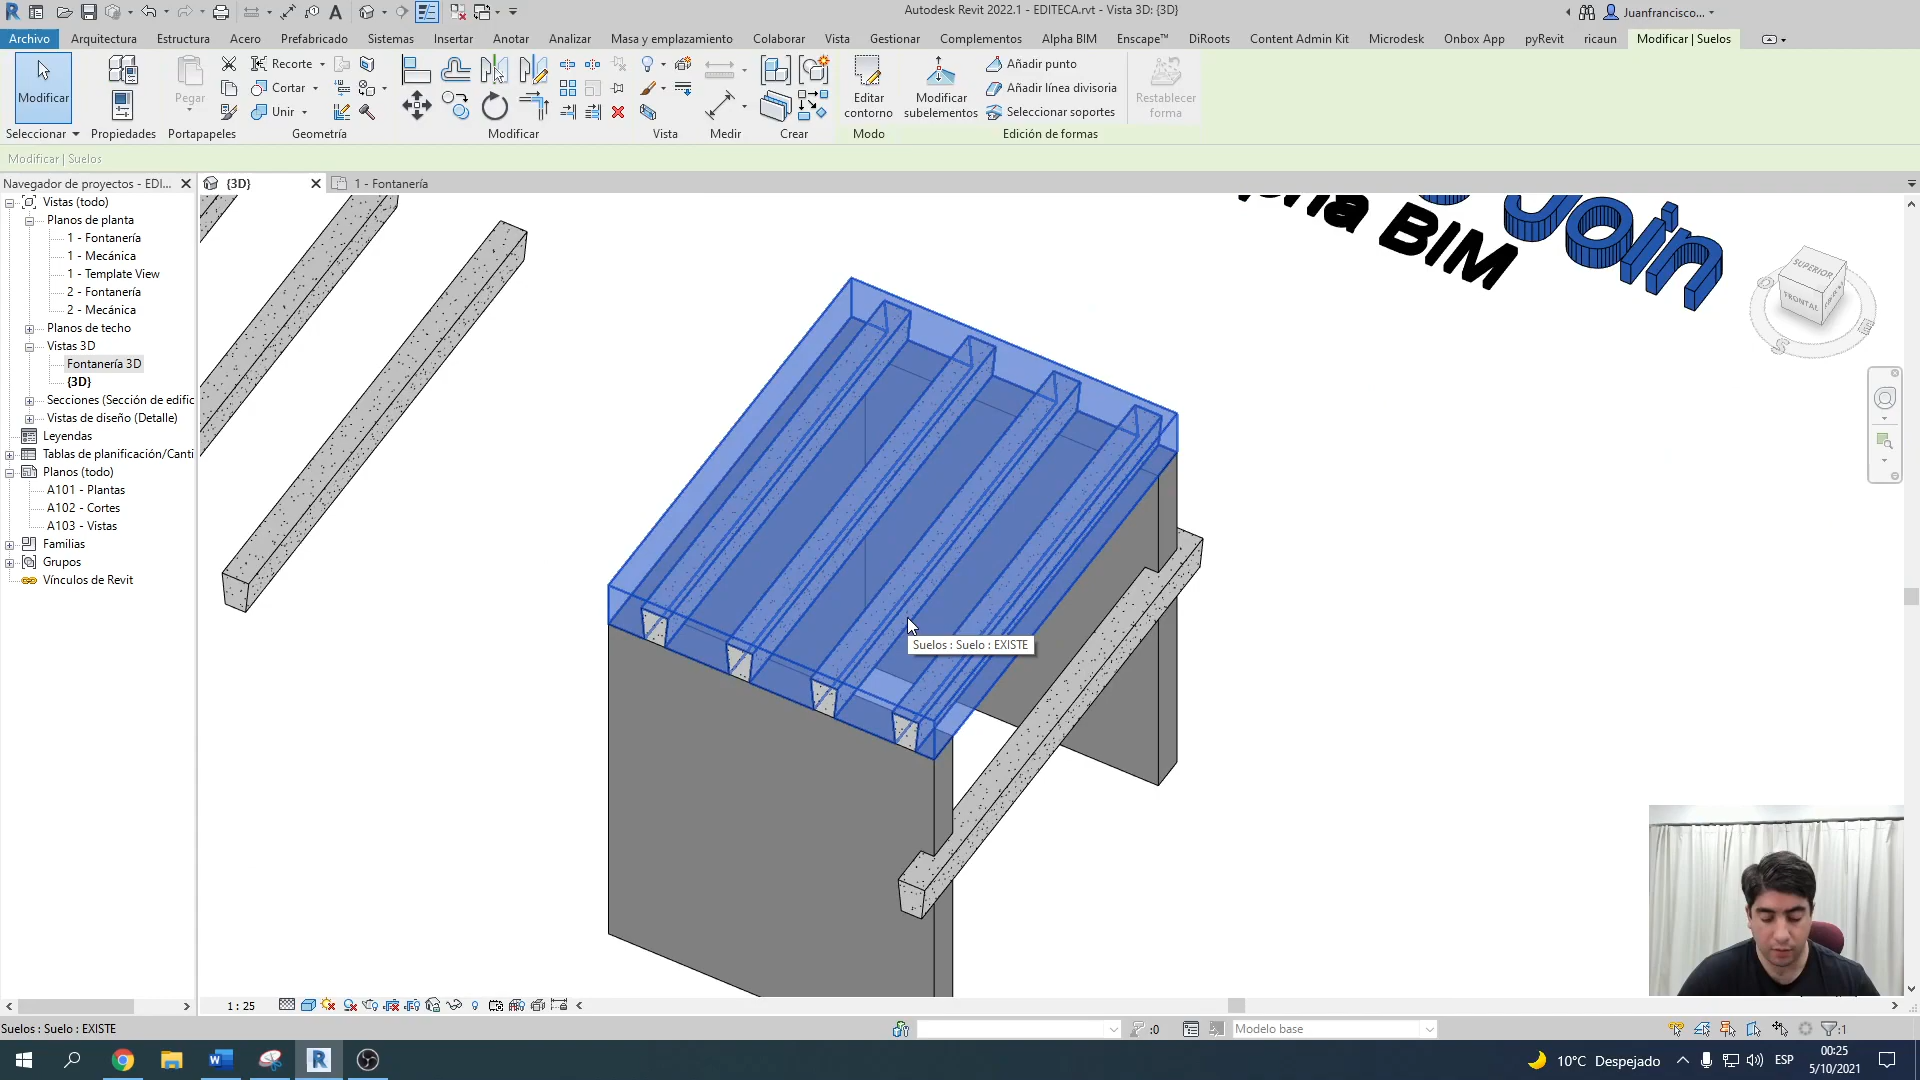 Autodesk Revit 2022.1 - EDITECA.rvt - Vista 3D: {3D}
Juanfrancisco...
Archivo Arquitectura Estructura Acero Prefabricado Sistemas Insertar Anotar Analizar Masa y emplazamiento Colaborar Vista Gestionar Complementos Alpha BIM Enscape™ DiRoots Content Admin Kit Microdesk Onbox App pyRevit ricaun Modificar | Suelos
Modificar
Pegar
Recorte
Cortar
Unir
Editar contorno
Modificar subelementos
Añadir punto
Añadir línea divisoria
Seleccionar soportes
Restablecer forma
Seleccionar Propiedades Portapapeles Geometría Modificar Vista Medir Crear Modo Edición de formas
Modificar | Suelos
Navegador de proyectos - EDI...
{3D}
1 - Fontanería
Vistas (todo)
Planos de planta
1 - Fontanería
1 - Mecánica
1 - Template View
2 - Fontanería
2 - Mecánica
Planos de techo
Vistas 3D
Fontanería 3D
{3D}
Secciones (Sección de edific
Vistas de diseño (Detalle)
Leyendas
Tablas de planificación/Canti
Planos (todo)
A101 - Plantas
A102 - Cortes
A103 - Vistas
Familias
Grupos
Vínculos de Revit
Join
BIM
SUPERIOR
FRONTAL
S
Suelos : Suelo : EXISTE
1 : 25
Suelos : Suelo : EXISTE
:0
Modelo base
:1
10°C Despejado
ESP
00:25
5/10/2021